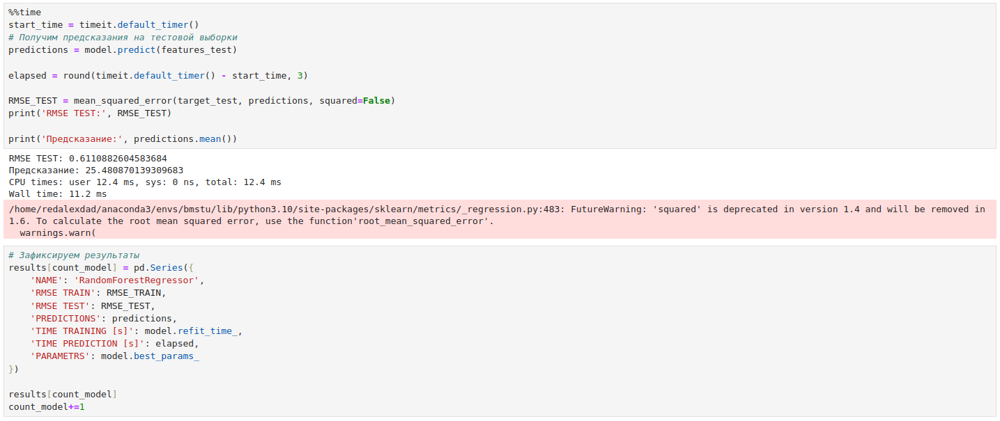 %%time
start_time = timeit.default_timer()
# Получим предсказания на тестовой выборки
predictions = model.predict(features_test)
elapsed = round(timeit.default_timer() - start_time, 3)
RMSE_TEST = mean_squared_error(target_test, predictions, squared=False)
print('RMSE TEST:', RMSE_TEST)
print('Предсказание:', predictions.mean())
RMSE TEST: 0.6110882604583684
Предсказание: 25.480870139309683
CPU times: user 12.4 ms, sys: 0 ns, total: 12.4 ms
Wall time: 11.2 ms
/home/redalexdad/anaconda3/envs/bmstu/lib/python3.10/site-packages/sklearn/metrics/_regression.py:483: FutureWarning: 'squared' is deprecated in version 1.4 and will be removed in
1.6. To calculate the root mean squared error, use the function'root_mean_squared_error'.
  warnings.warn(
# Зафиксируем результаты
results[count_model] = pd.Series({
    'NAME': 'RandomForestRegressor',
    'RMSE TRAIN': RMSE_TRAIN,
    'RMSE TEST': RMSE_TEST,
    'PREDICTIONS': predictions,
    'TIME TRAINING [s]': model.refit_time_,
    'TIME PREDICTION [s]': elapsed,
    'PARAMETRS': model.best_params_
})
results[count_model]
count_model+=1